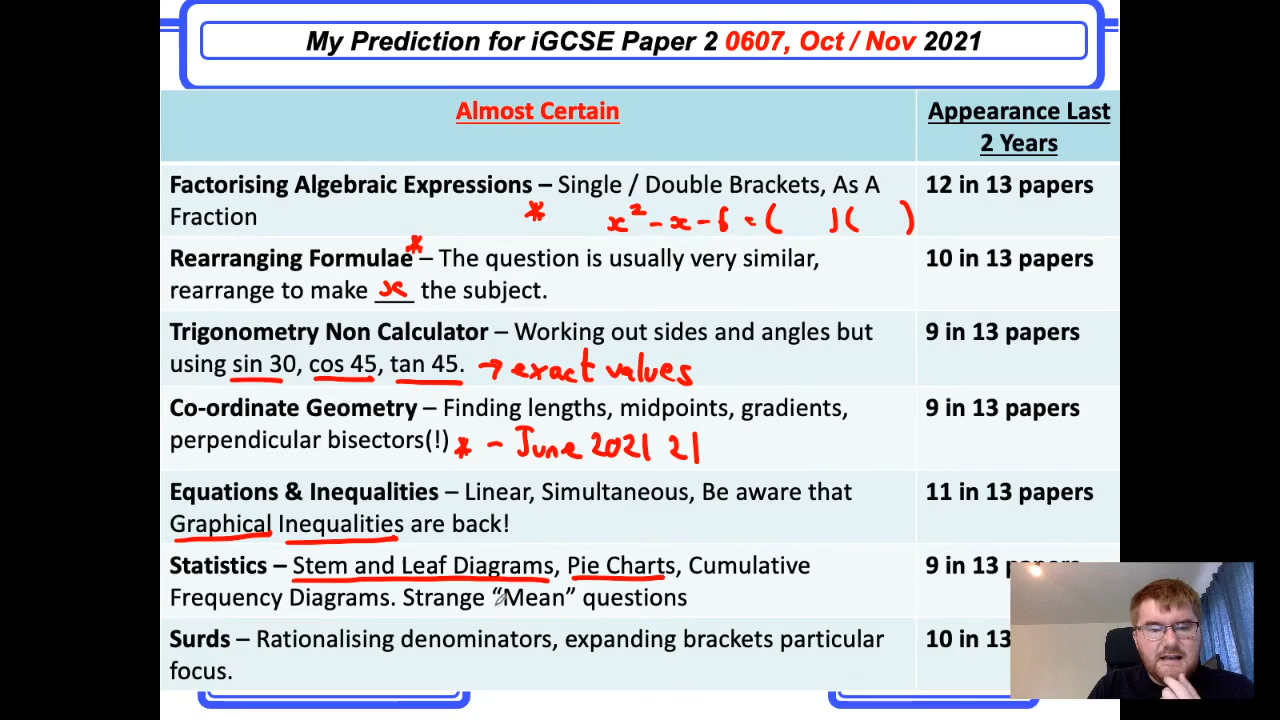 My Prediction for iGCSE Paper 2 0607, Oct / Nov 2021
Almost Certain
Appearance Last
2 Years
Factorising Algebraic Expressions – Single / Double Brackets, As A
Fraction
* x² - x - 6 = ( )( )
12 in 13 papers
Rearranging Formulae* – The question is usually very similar,
rearrange to make x the subject.
10 in 13 papers
Trigonometry Non Calculator – Working out sides and angles but
using sin 30, cos 45, tan 45. → exact values
9 in 13 papers
Co-ordinate Geometry – Finding lengths, midpoints, gradients,
perpendicular bisectors(!) * - June 2021 21
9 in 13 papers
Equations & Inequalities – Linear, Simultaneous, Be aware that
Graphical Inequalities are back!
11 in 13 papers
Statistics – Stem and Leaf Diagrams, Pie Charts, Cumulative
Frequency Diagrams. Strange “Mean” questions
9 in 13 papers
Surds – Rationalising denominators, expanding brackets particular
focus.
10 in 13